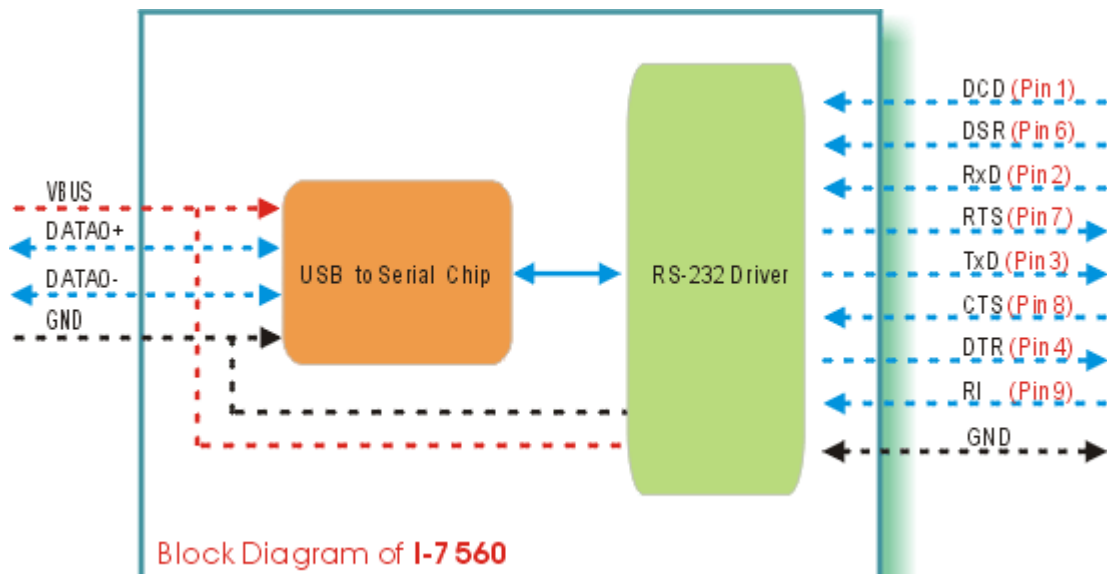 VBUS
DATA0+
DATA0-
GND
USB to Serial Chip
RS-232 Driver
DCD (Pin 1)
DSR (Pin 6)
RxD (Pin 2)
RTS (Pin 7)
TxD (Pin 3)
CTS (Pin 8)
DTR (Pin 4)
RI (Pin 9)
GND
Block Diagram of I-7560